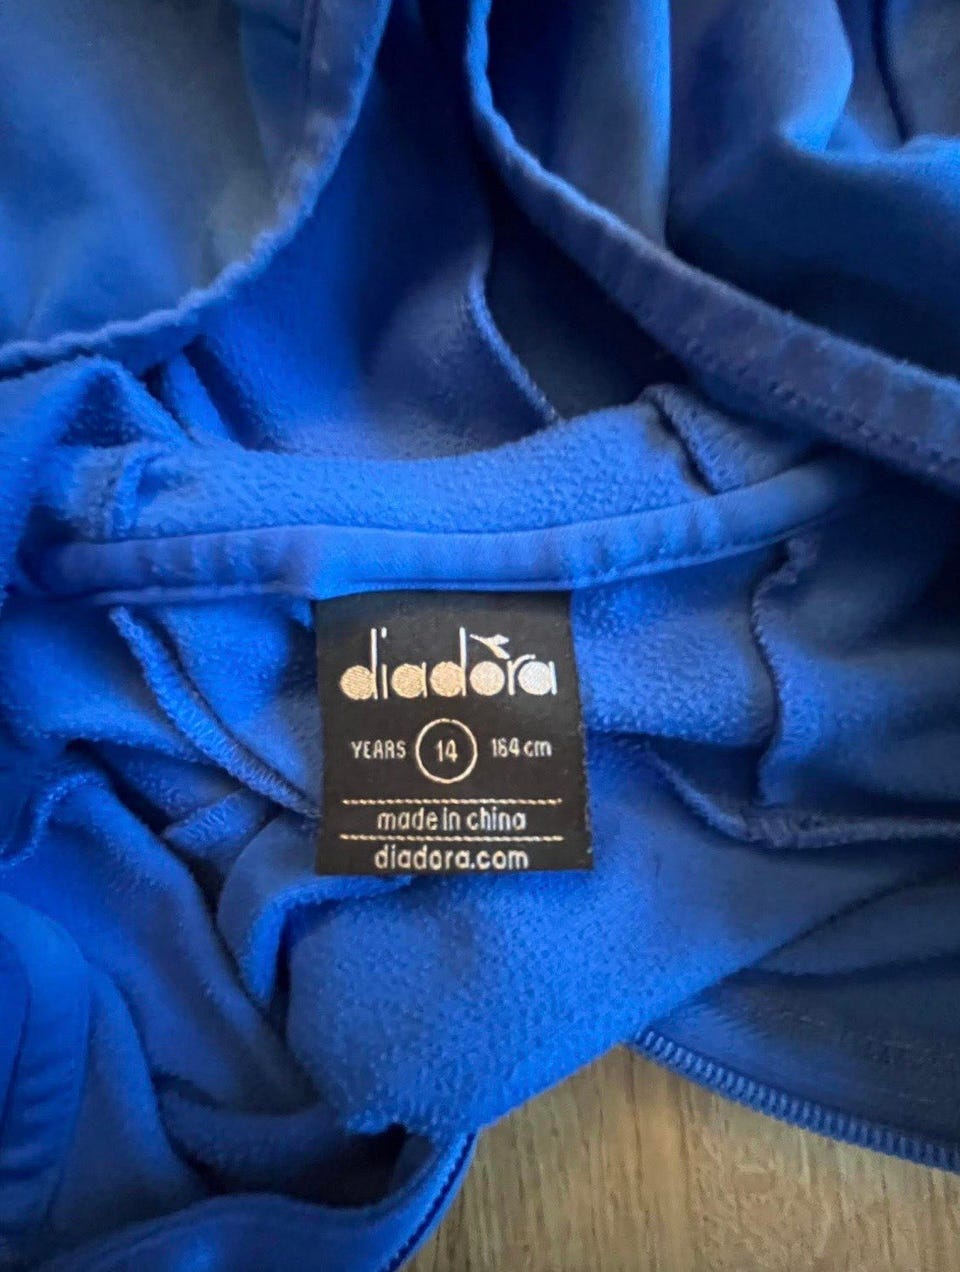 diadora
YEARS 14 164 cm
made in china
diadora.com